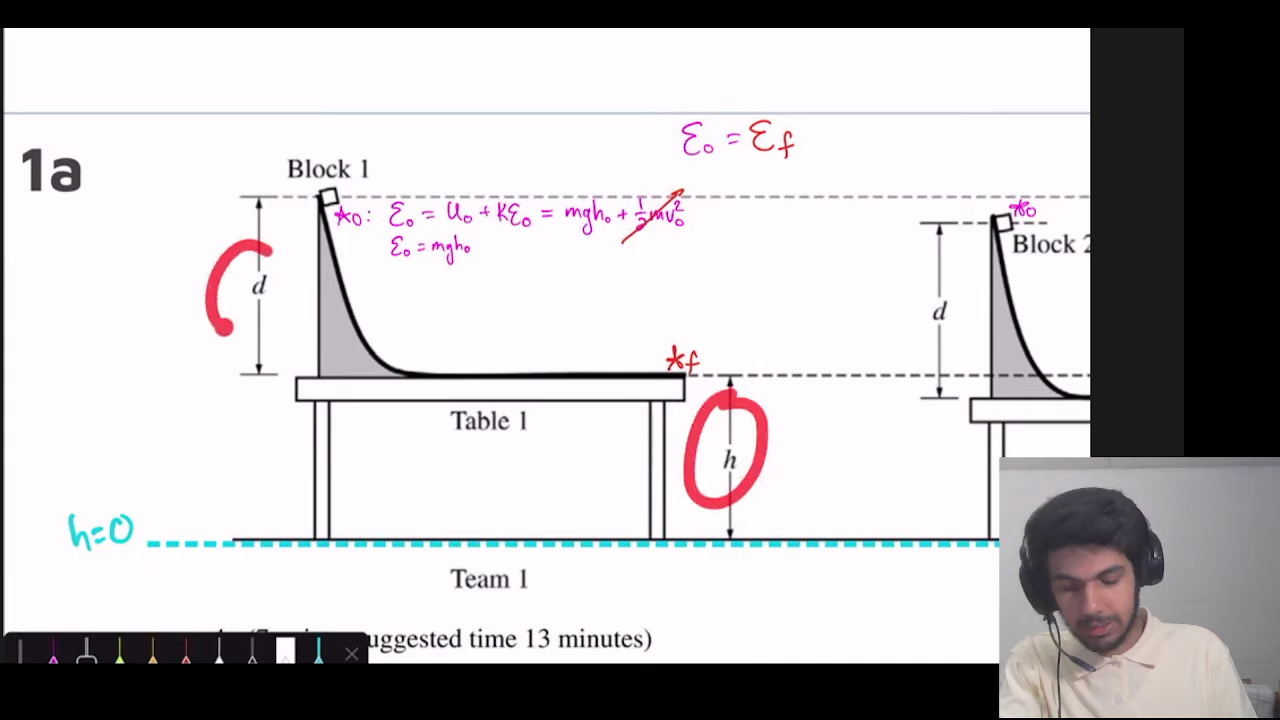 ℰ₀ = ℰf
1a
Block 1
*₀: ℰ₀ = U₀ + Kℰ₀ = mgh₀ + ½mv₀²
*₀
ℰ₀ = mgh₀
Block 2
d
d
*f
Table 1
h
h=0
Team 1
uggested time 13 minutes)